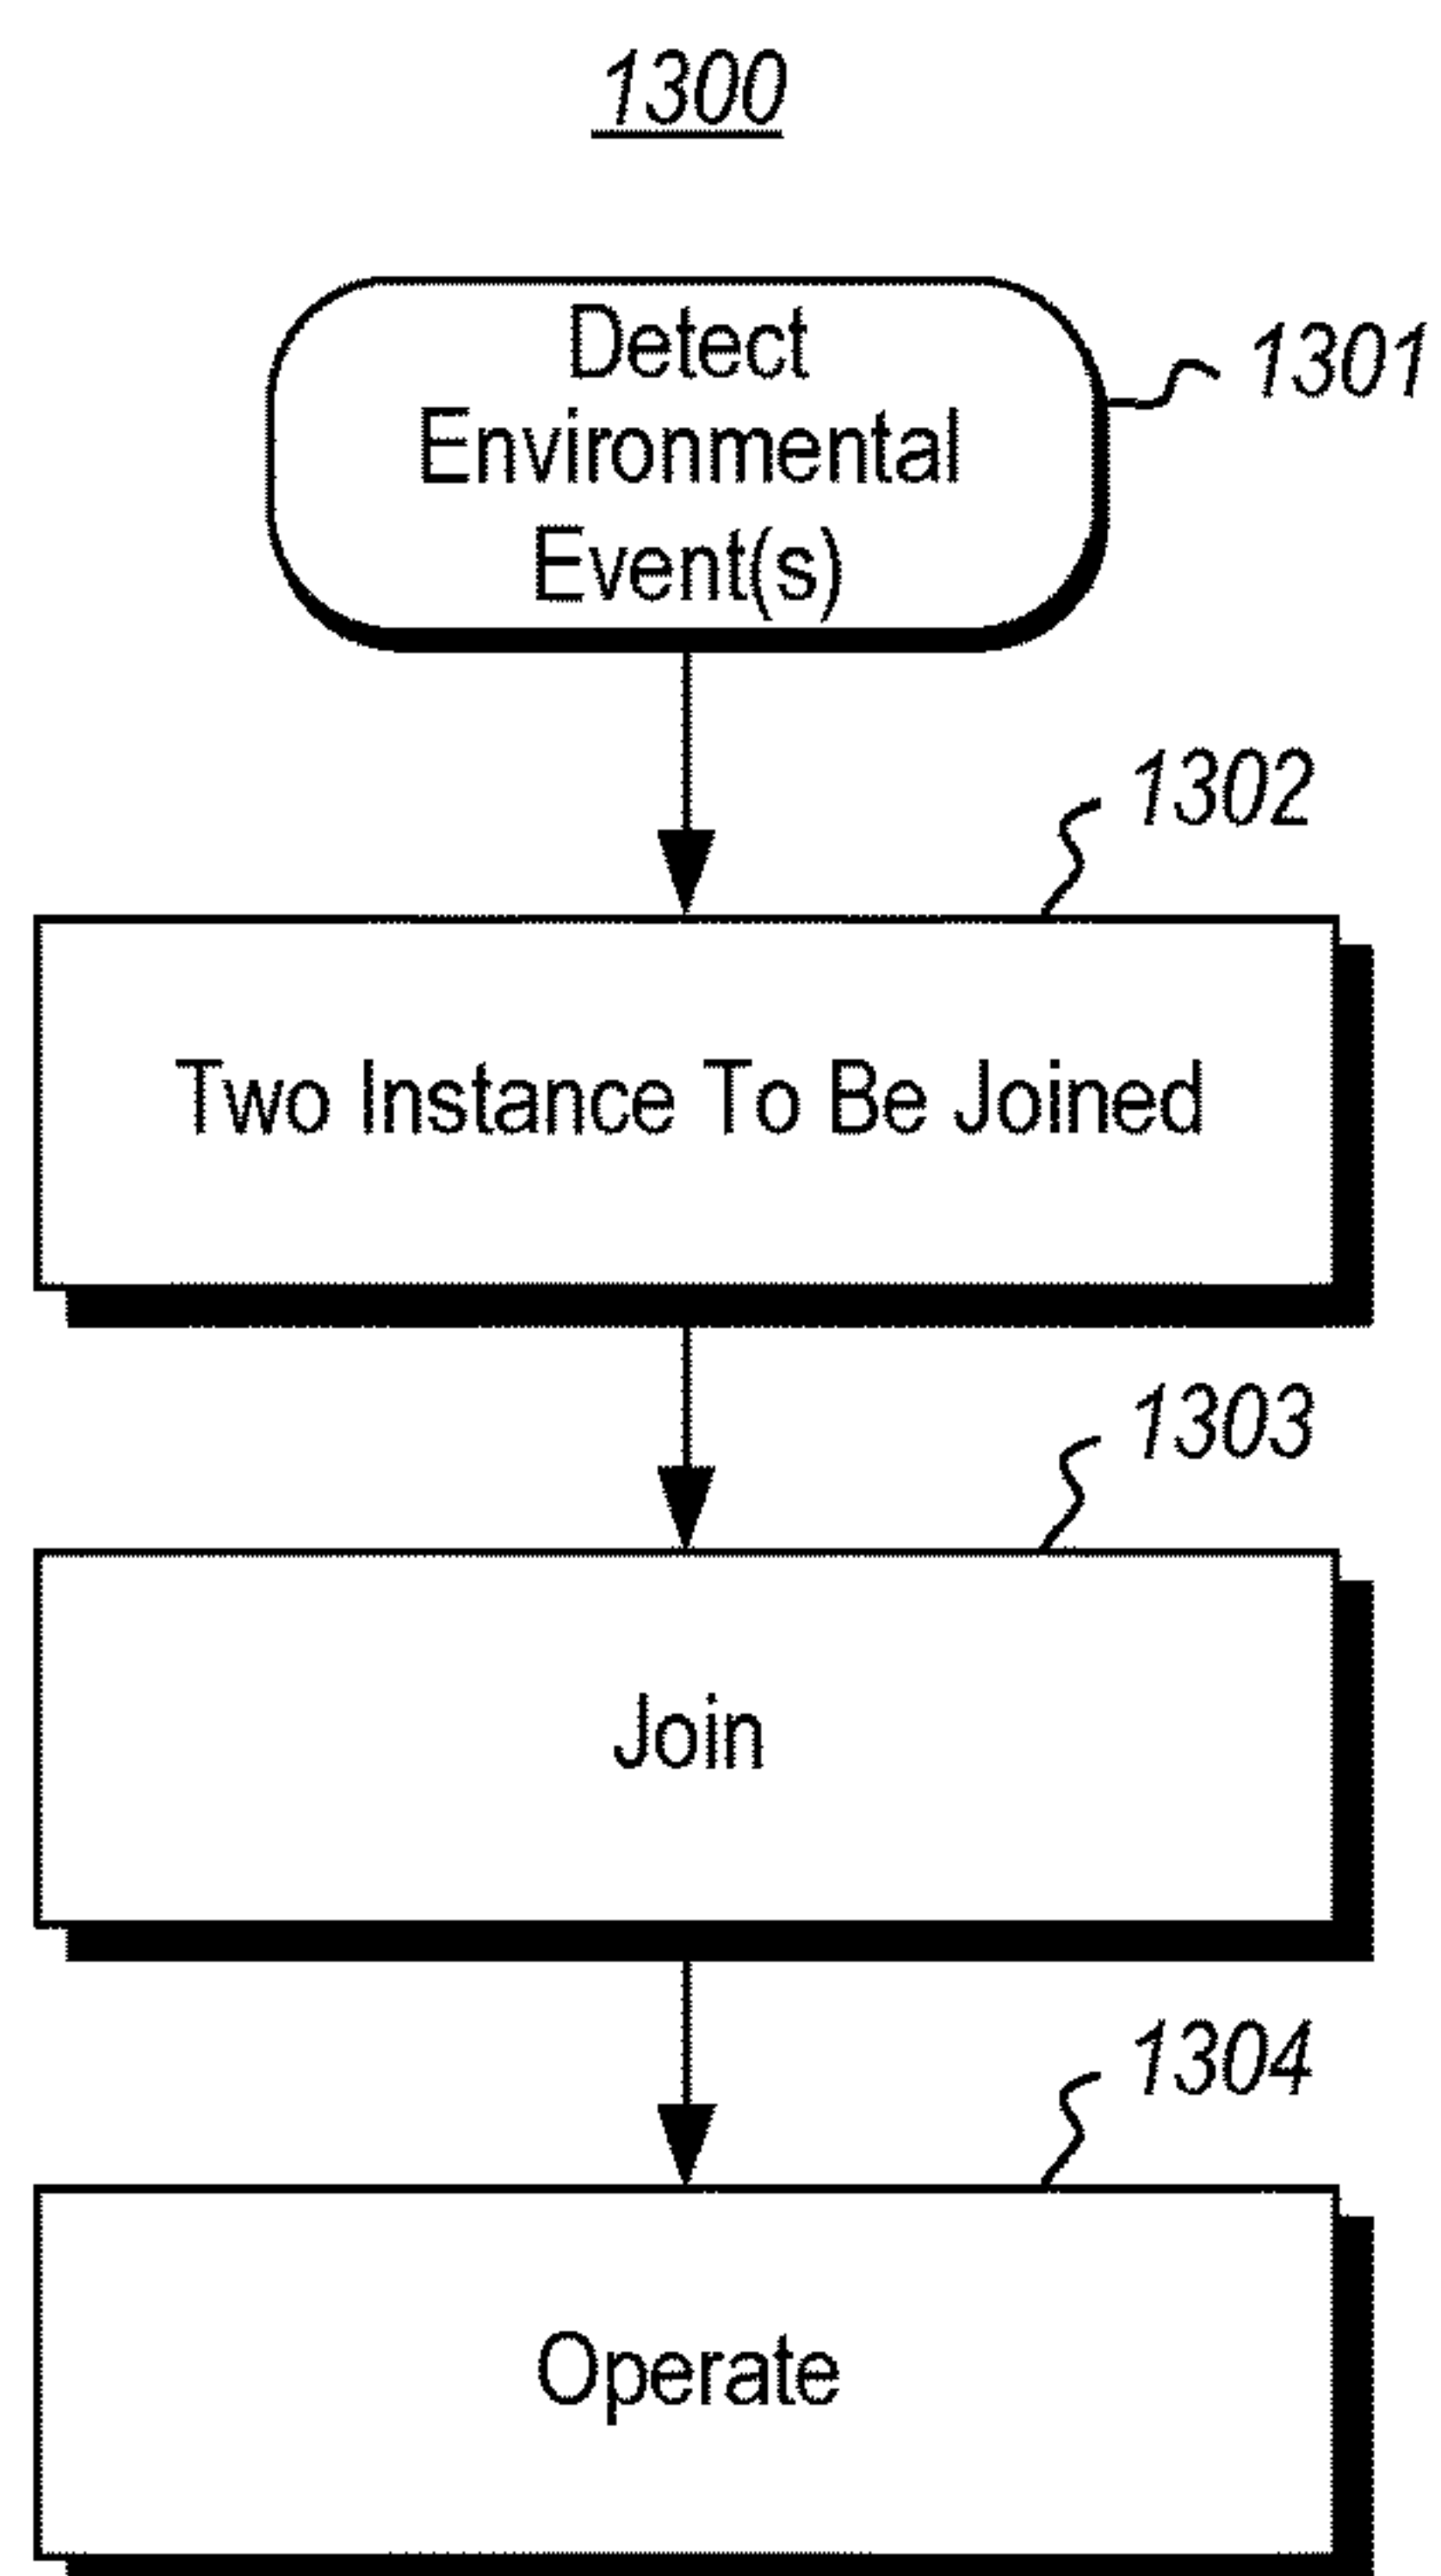 1300
Detect
Environmental
Event(s)
1301
1302
Two Instance To Be Joined
1303
Join
1304
Operate